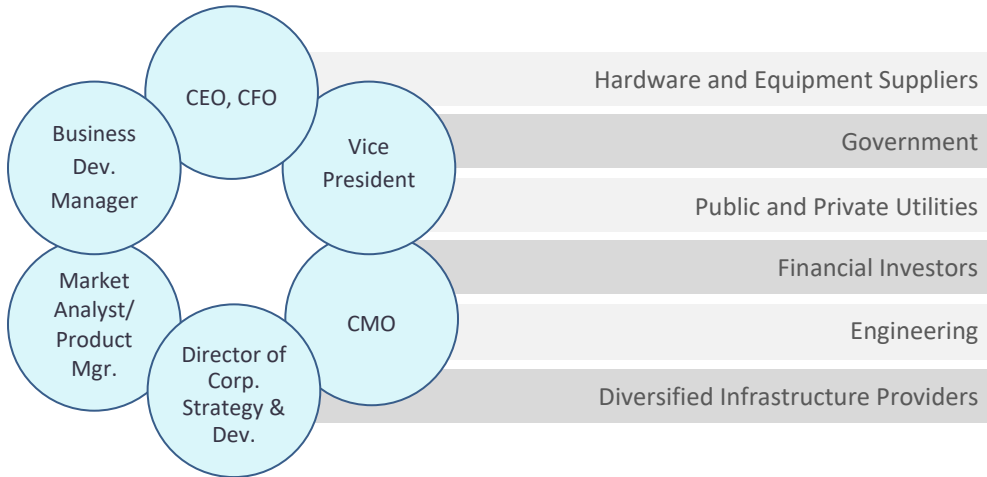 CEO, CFO
Vice
President
CMO
Director of
Corp.
Strategy &
Dev.
Market
Analyst/
Product
Mgr.
Business
Dev.
Manager
Hardware and Equipment Suppliers
Government
Public and Private Utilities
Financial Investors
Engineering
Diversified Infrastructure Providers